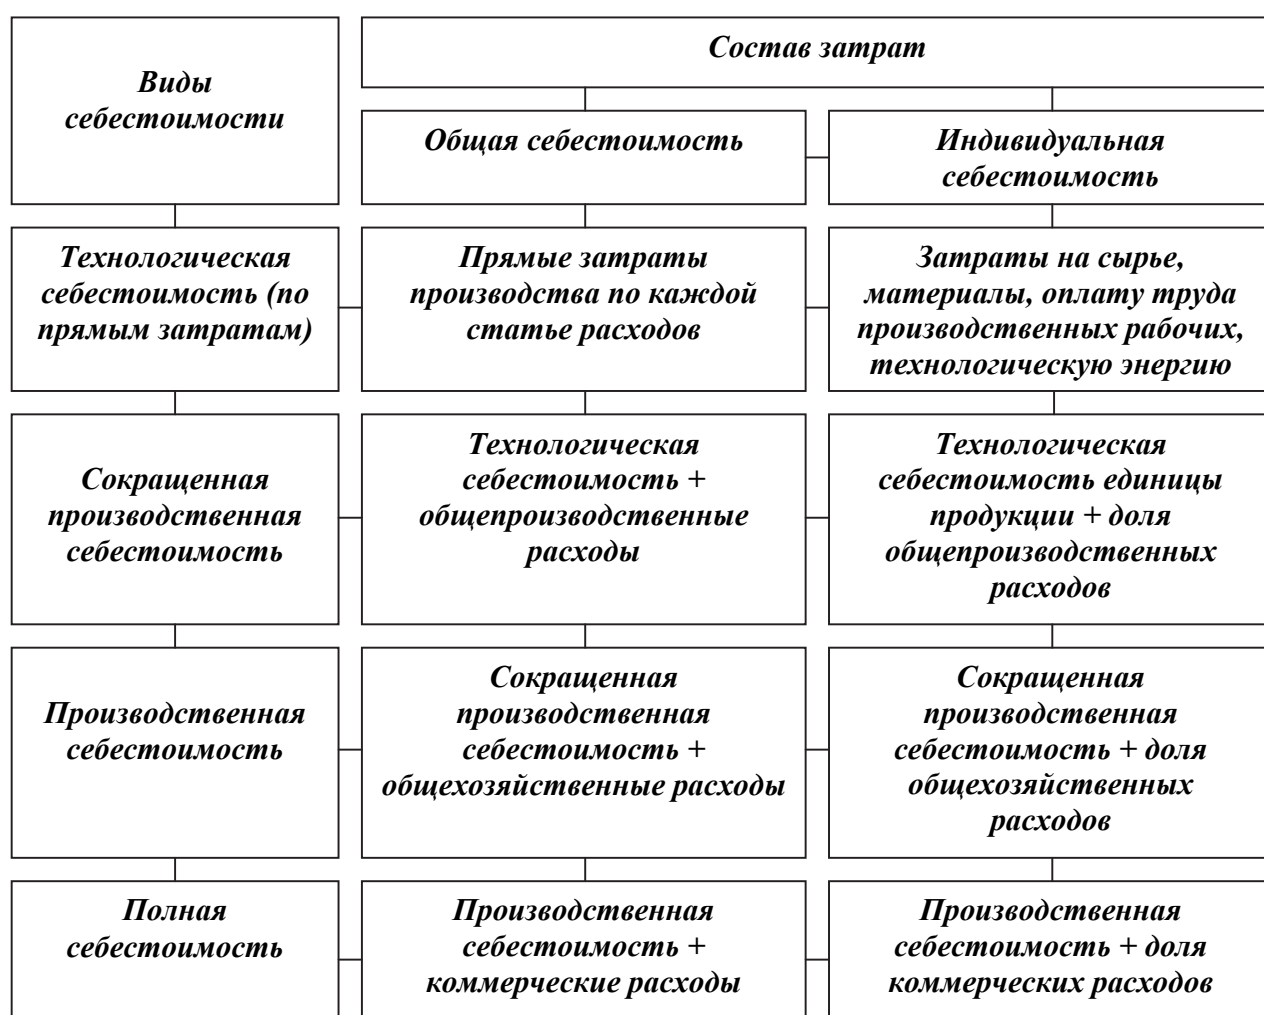 Виды
себестоимости
Состав затрат
Общая себестоимость
Индивидуальная
себестоимость
Технологическая
себестоимость (по
прямым затратам)
Прямые затраты
производства по каждой
статье расходов
Затраты на сырье,
материалы, оплату труда
производственных рабочих,
технологическую энергию
Сокращенная
производственная
себестоимость
Технологическая
себестоимость +
общепроизводственные
расходы
Технологическая
себестоимость единицы
продукции + доля
общепроизводственных
расходов
Производственная
себестоимость
Сокращенная
производственная
себестоимость +
общехозяйственные расходы
Сокращенная
производственная
себестоимость + доля
общехозяйственных
расходов
Полная
себестоимость
Производственная
себестоимость +
коммерческие расходы
Производственная
себестоимость + доля
коммерческих расходов